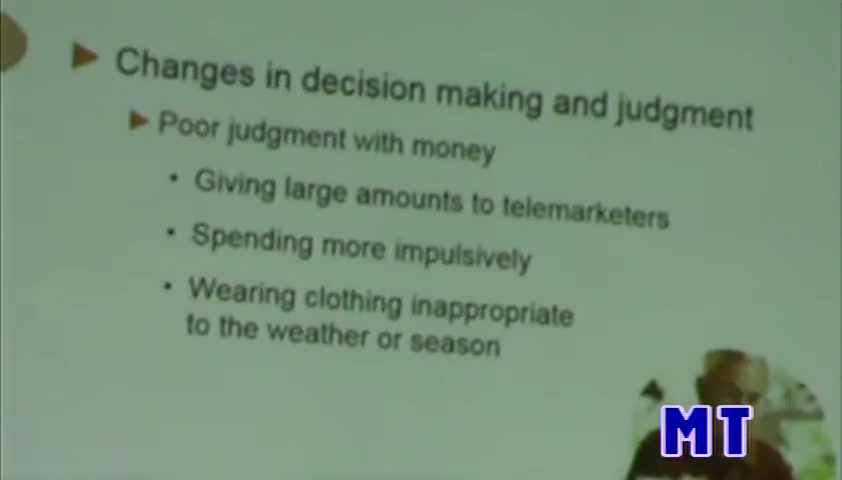 Changes in decision making and judgment
Poor judgment with money
• Giving large amounts to telemarketers
• Spending more impulsively
• Wearing clothing inappropriate
to the weather or season
MT